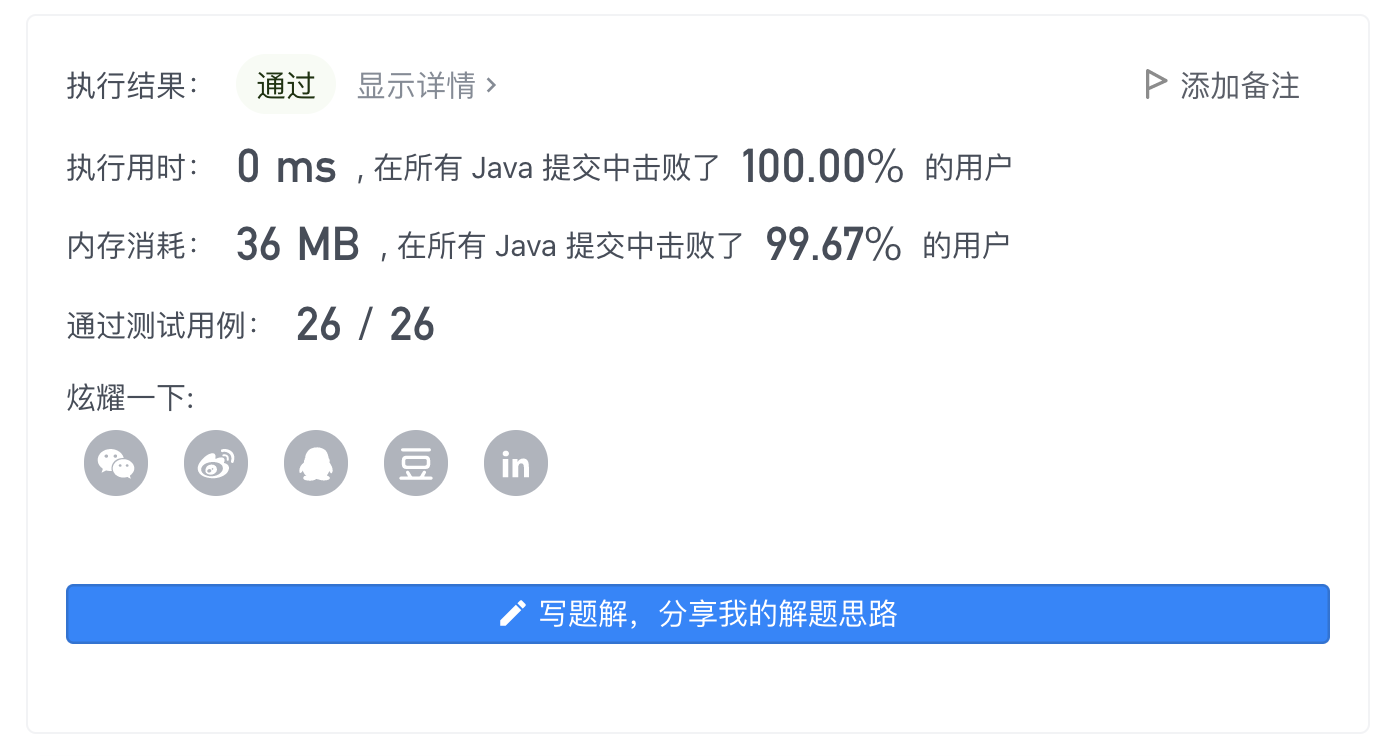 执行结果： 通过 显示详情 > 添加备注
执行用时： 0 ms , 在所有 Java 提交中击败了 100.00% 的用户
内存消耗： 36 MB , 在所有 Java 提交中击败了 99.67% 的用户
通过测试用例： 26 / 26
炫耀一下:
豆 in
写题解，分享我的解题思路